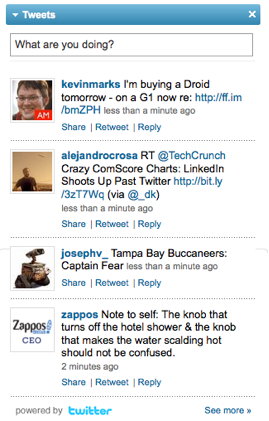 Tweets
What are you doing?
kevinmarks I'm buying a Droid
tomorrow - on a G1 now re: http://ff.im
/bmZPH less than a minute ago
AM
Share | Retweet | Reply
alejandrocrosa RT @TechCrunch
Crazy ComScore Charts: LinkedIn
Shoots Up Past Twitter http://bit.ly
/3zT7Wq (via @_dk)
less than a minute ago
Share | Retweet | Reply
josephv_ Tampa Bay Buccaneers:
Captain Fear less than a minute ago
Share | Retweet | Reply
zappos Note to self: The knob that
turns off the hotel shower & the knob
that makes the water scalding hot
should not be confused.
Zappos
CEO
2 minutes ago
Share | Retweet | Reply
powered by twitter
See more »